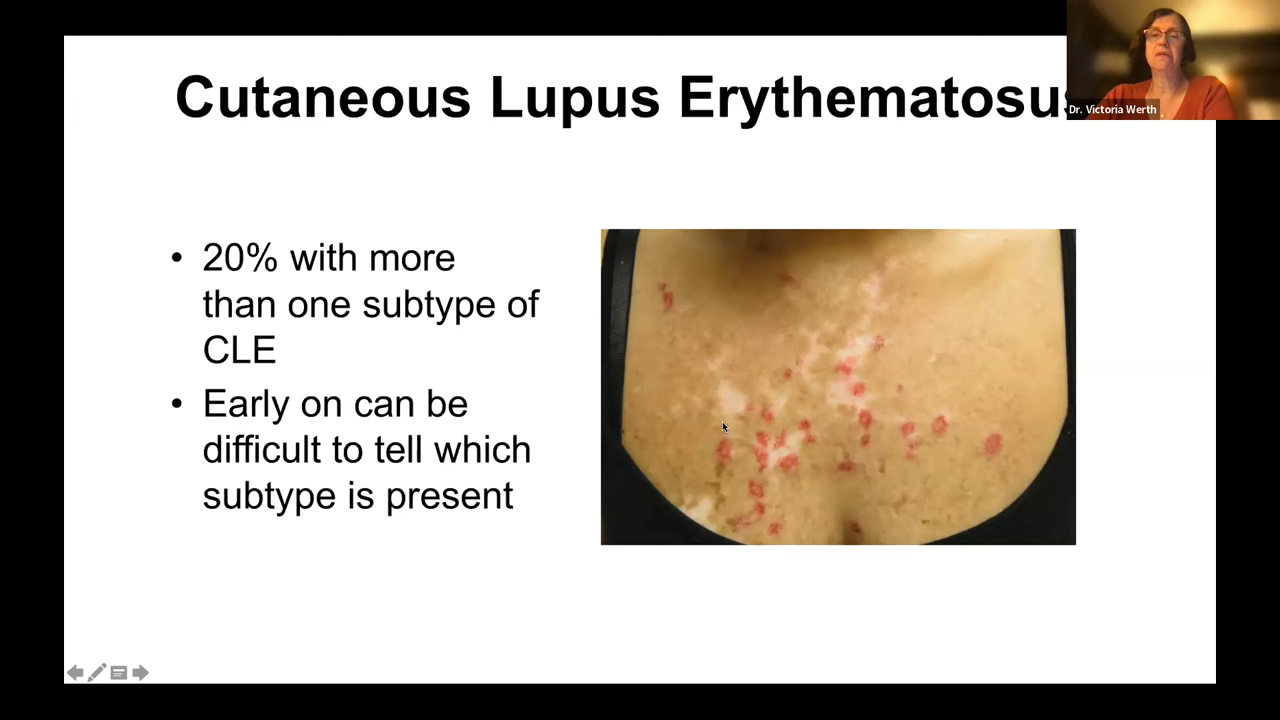 Cutaneous Lupus Erythematosus
Dr. Victoria Werth
• 20% with more
than one subtype of
CLE
• Early on can be
difficult to tell which
subtype is present